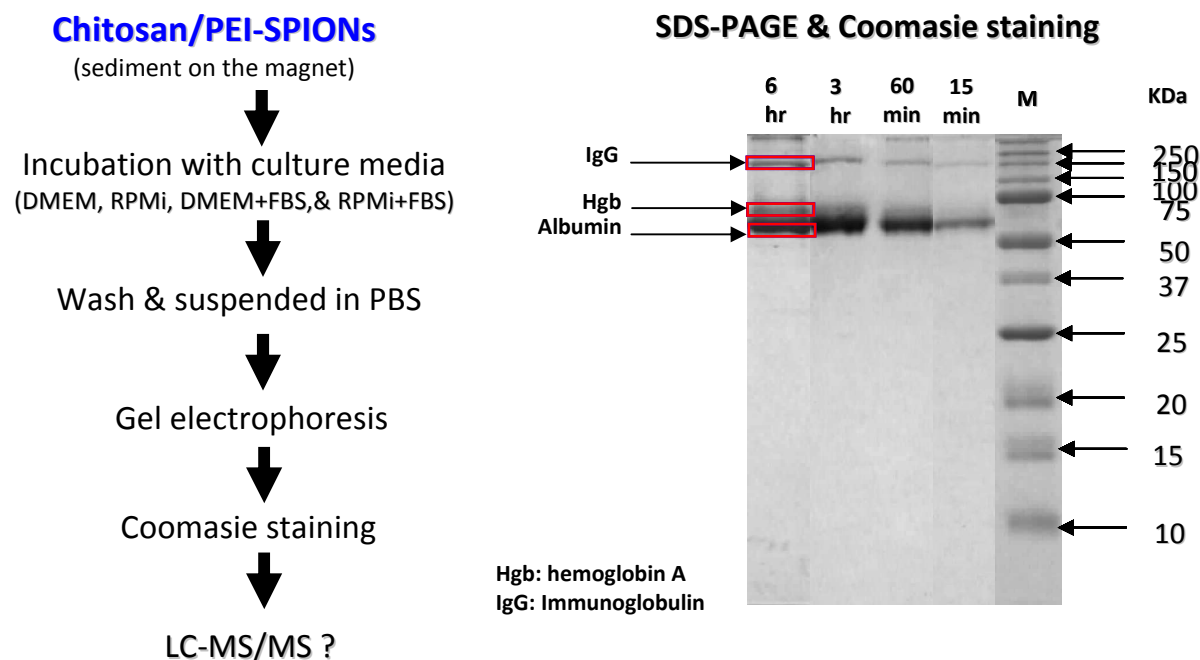 Chitosan/PEI-SPIONs
(sediment on the magnet)
Incubation with culture media
(DMEM, RPMi, DMEM+FBS,& RPMi+FBS)
Wash & suspended in PBS
Gel electrophoresis
Coomasie staining
LC-MS/MS ?
SDS-PAGE & Coomasie staining
6 hr
3 hr
60 min
15 min
M
KDa
IgG
Hgb
Albumin
250
150
100
75
50
37
25
20
15
10
Hgb: hemoglobin A
IgG: Immunoglobulin